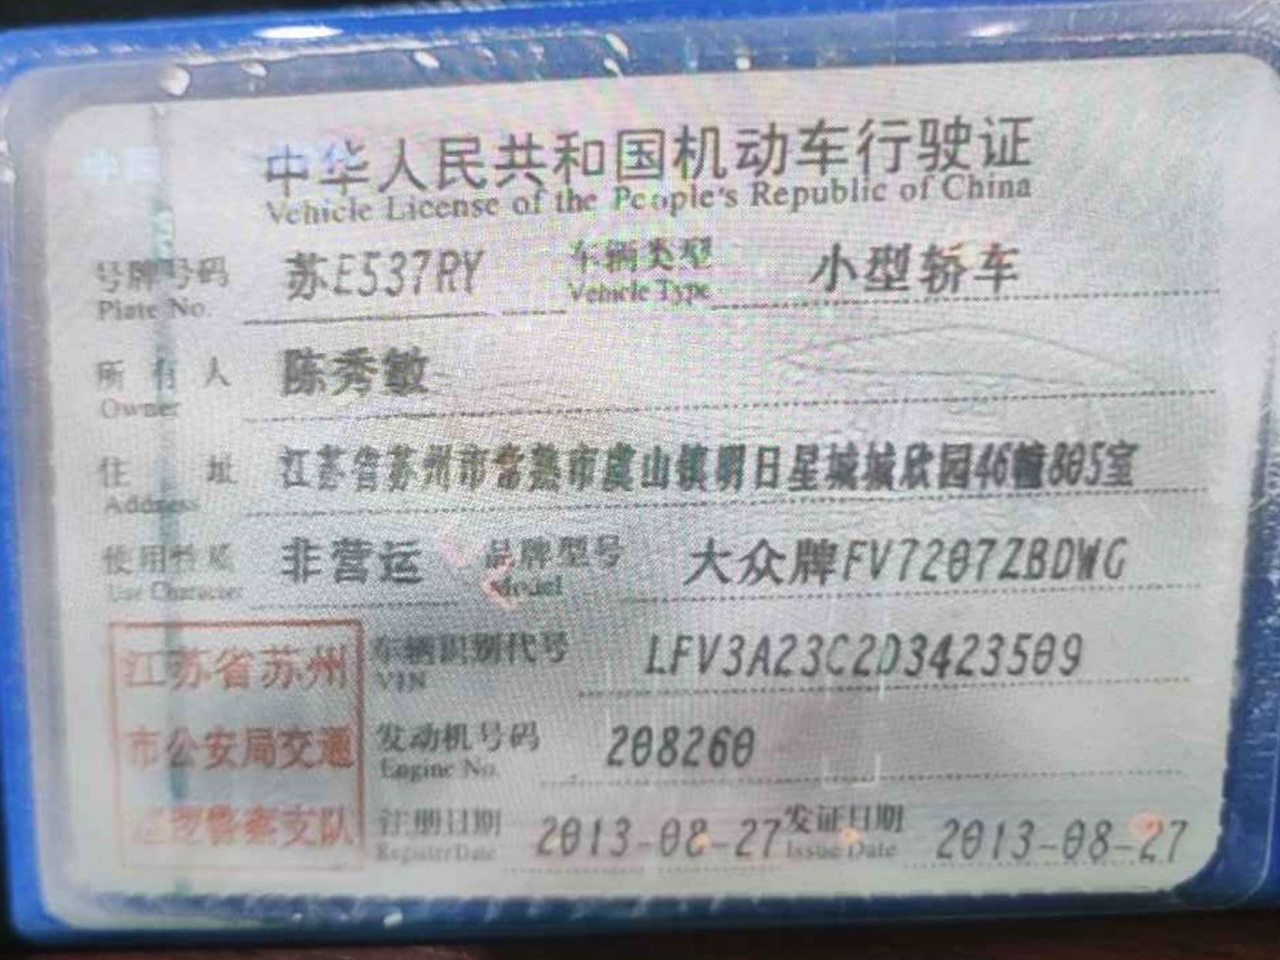 中华人民共和国机动车行驶证
Vehicle License of the People's Republic of China
号牌号码 苏E537RY 车辆类型 小型轿车
Plate No. Vehicle Type
所有人 陈秀敏
Owner
住址 江苏省苏州市常熟市虞山镇明日星城城欣园46幢805室
Address
使用性质 非营运 品牌型号 大众牌FV7207ZBDWG
Use Character Model
江苏省苏州
市公安局交通
巡逻警察支队
车辆识别代号 LFV3A23C2D3423509
VIN
发动机号码 208260
Engine No.
注册日期 2013-08-27 发证日期 2013-08-27
Register Date Issue Date